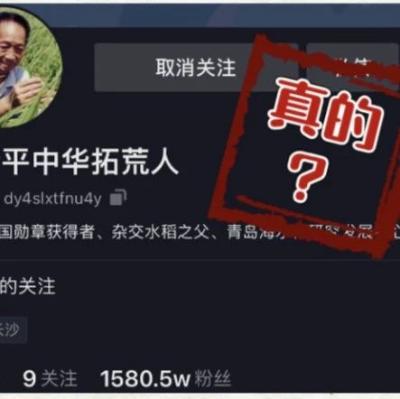 取消关注
真的
?
平中华拓荒人
dy4slxtfnu4y
国勋章获得者、杂交水稻之父、青岛海水
的关注
长沙
9 关注 1580.5w 粉丝